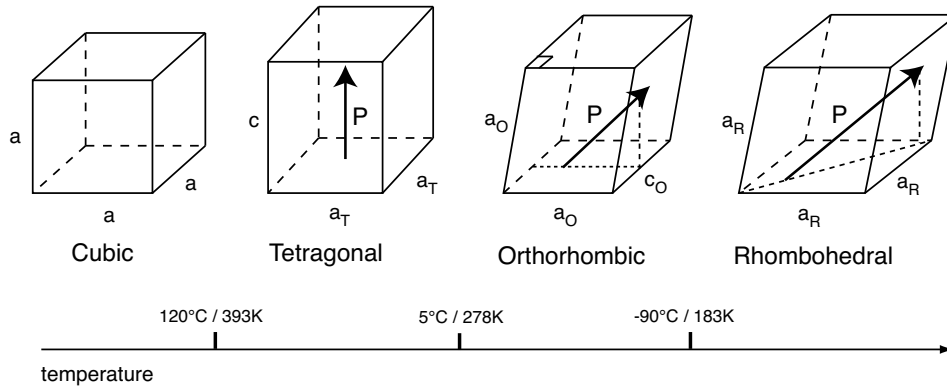 a
a
a
Cubic
c
P
a_T
a_T
Tetragonal
a_O
P
c_O
a_O
Orthorhombic
a_R
P
a_R
a_R
Rhombohedral
120°C / 393K
5°C / 278K
-90°C / 183K
temperature